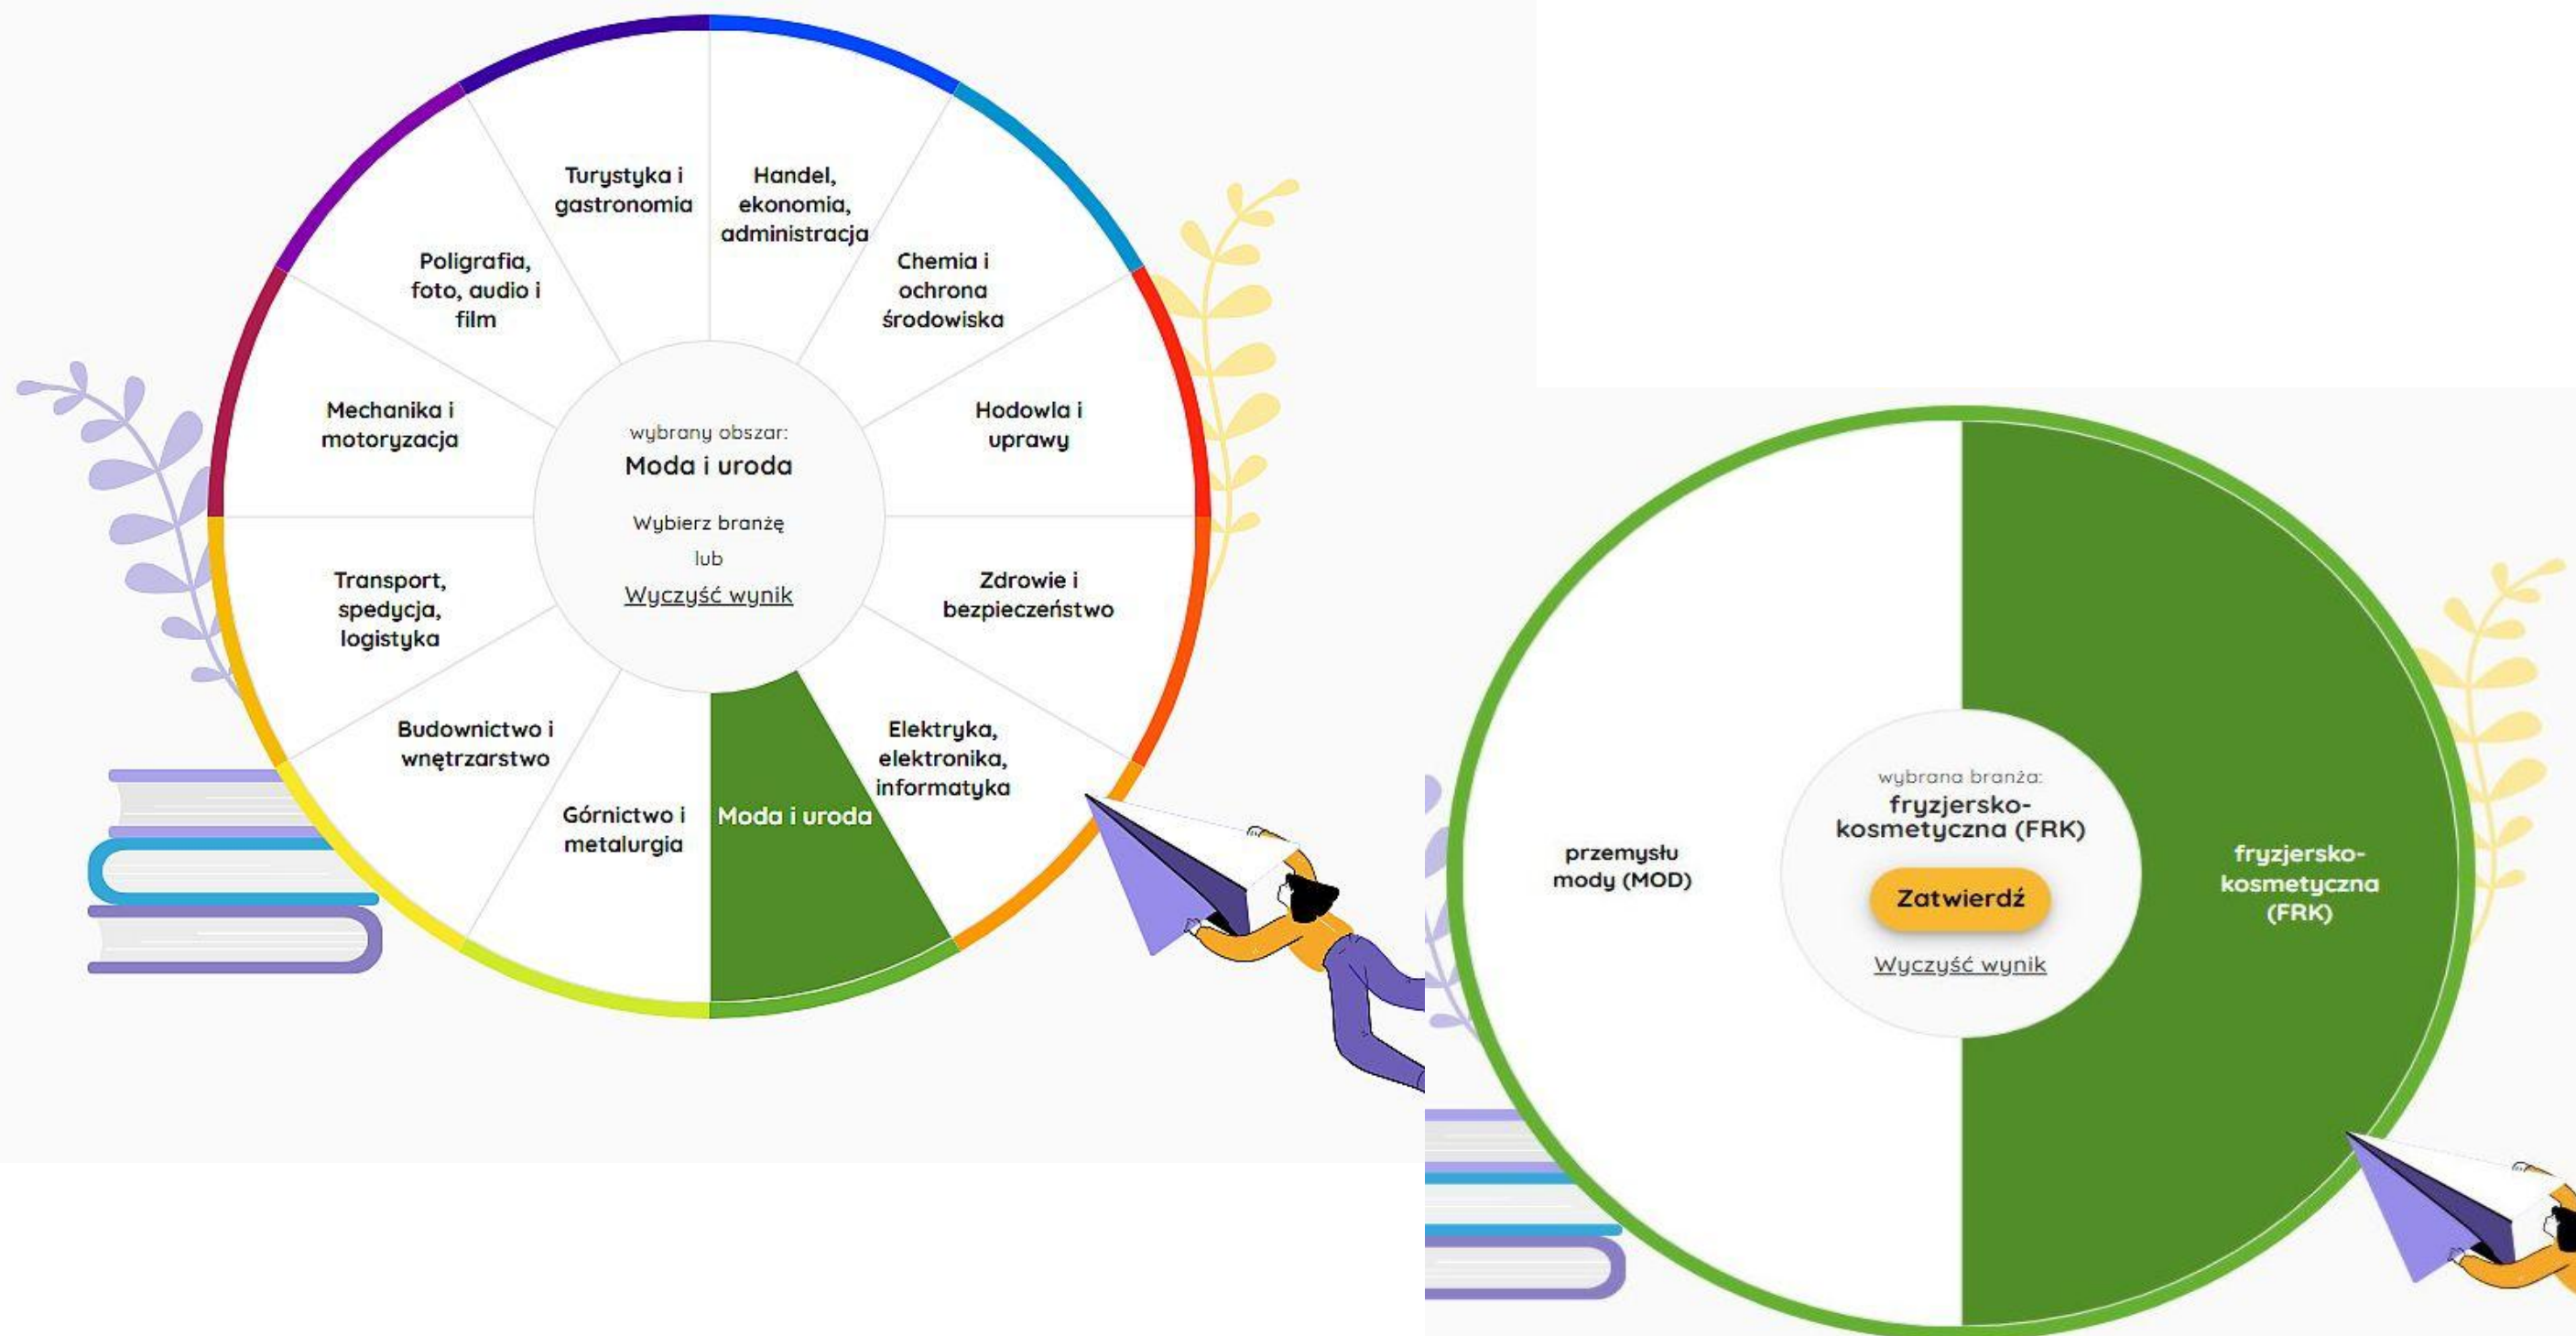 Turystyka i
gastronomia
Handel,
ekonomia,
administracja
Poligrafia,
foto, audio i
film
Chemia i
ochrona
środowiska
Mechanika i
motoryzacja
Hodowla i
uprawy
wybrany obszar:
Moda i uroda
Wybierz branżę
lub
Wyczyść wynik
Transport,
spedycja,
logistyka
Zdrowie i
bezpieczeństwo
Budownictwo i
wnętrzarstwo
Elektryka,
elektronika,
informatyka
Górnictwo i
metalurgia
Moda i uroda
przemysłu
mody (MOD)
wybrana branża:
fryzjersko-
kosmetyczna (FRK)
Zatwierdź
Wyczyść wynik
fryzjersko-
kosmetyczna
(FRK)